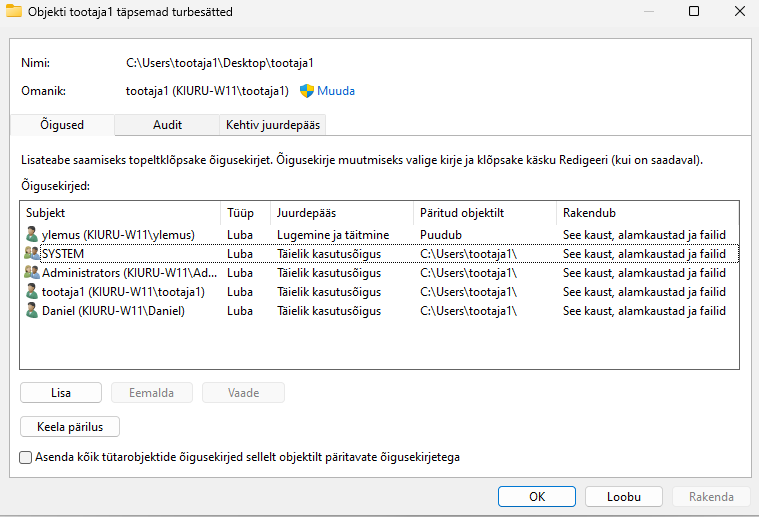 Objekti tootaja1 täpsemad turbesätted
Nimi: C:\Users\tootaja1\Desktop\tootaja1
Omanik: tootaja1 (KIURU-W11\tootaja1) Muuda
Õigused Audit Kehtiv juurdepääs
Lisateabe saamiseks topeltklõpsake õigusekirjet. Õigusekirje muutmiseks valige kirje ja klõpsake käsku Redigeeri (kui on saadaval).
Õigusekirjed:
Subjekt Tüüp Juurdepääs Päritud objektilt Rakendub
ylemus (KIURU-W11\ylemus) Luba Lugemine ja täitmine Puudub See kaust, alamkaustad ja failid
SYSTEM Luba Täielik kasutusõigus C:\Users\tootaja1\ See kaust, alamkaustad ja failid
Administrators (KIURU-W11\Ad... Luba Täielik kasutusõigus C:\Users\tootaja1\ See kaust, alamkaustad ja failid
tootaja1 (KIURU-W11\tootaja1) Luba Täielik kasutusõigus C:\Users\tootaja1\ See kaust, alamkaustad ja failid
Daniel (KIURU-W11\Daniel) Luba Täielik kasutusõigus C:\Users\tootaja1\ See kaust, alamkaustad ja failid
Lisa Eemalda Vaade
Keela pärilus
Asenda kõik tütarobjektide õigusekirjed sellelt objektilt päritavate õigusekirjetega
OK Loobu Rakenda